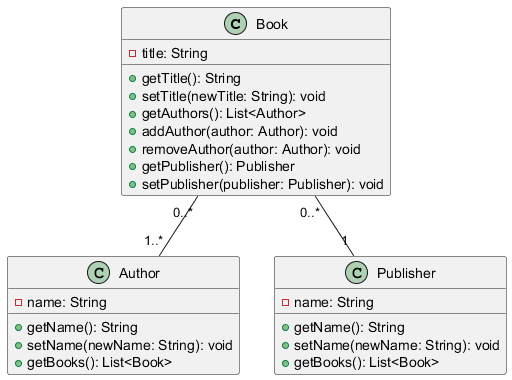 C Book
title: String
getTitle(): String
setTitle(newTitle: String): void
getAuthors(): List<Author>
addAuthor(author: Author): void
removeAuthor(author: Author): void
getPublisher(): Publisher
setPublisher(publisher: Publisher): void
0..* 0..*
1..* 1
C Author
name: String
getName(): String
setName(newName: String): void
getBooks(): List<Book>
C Publisher
name: String
getName(): String
setName(newName: String): void
getBooks(): List<Book>